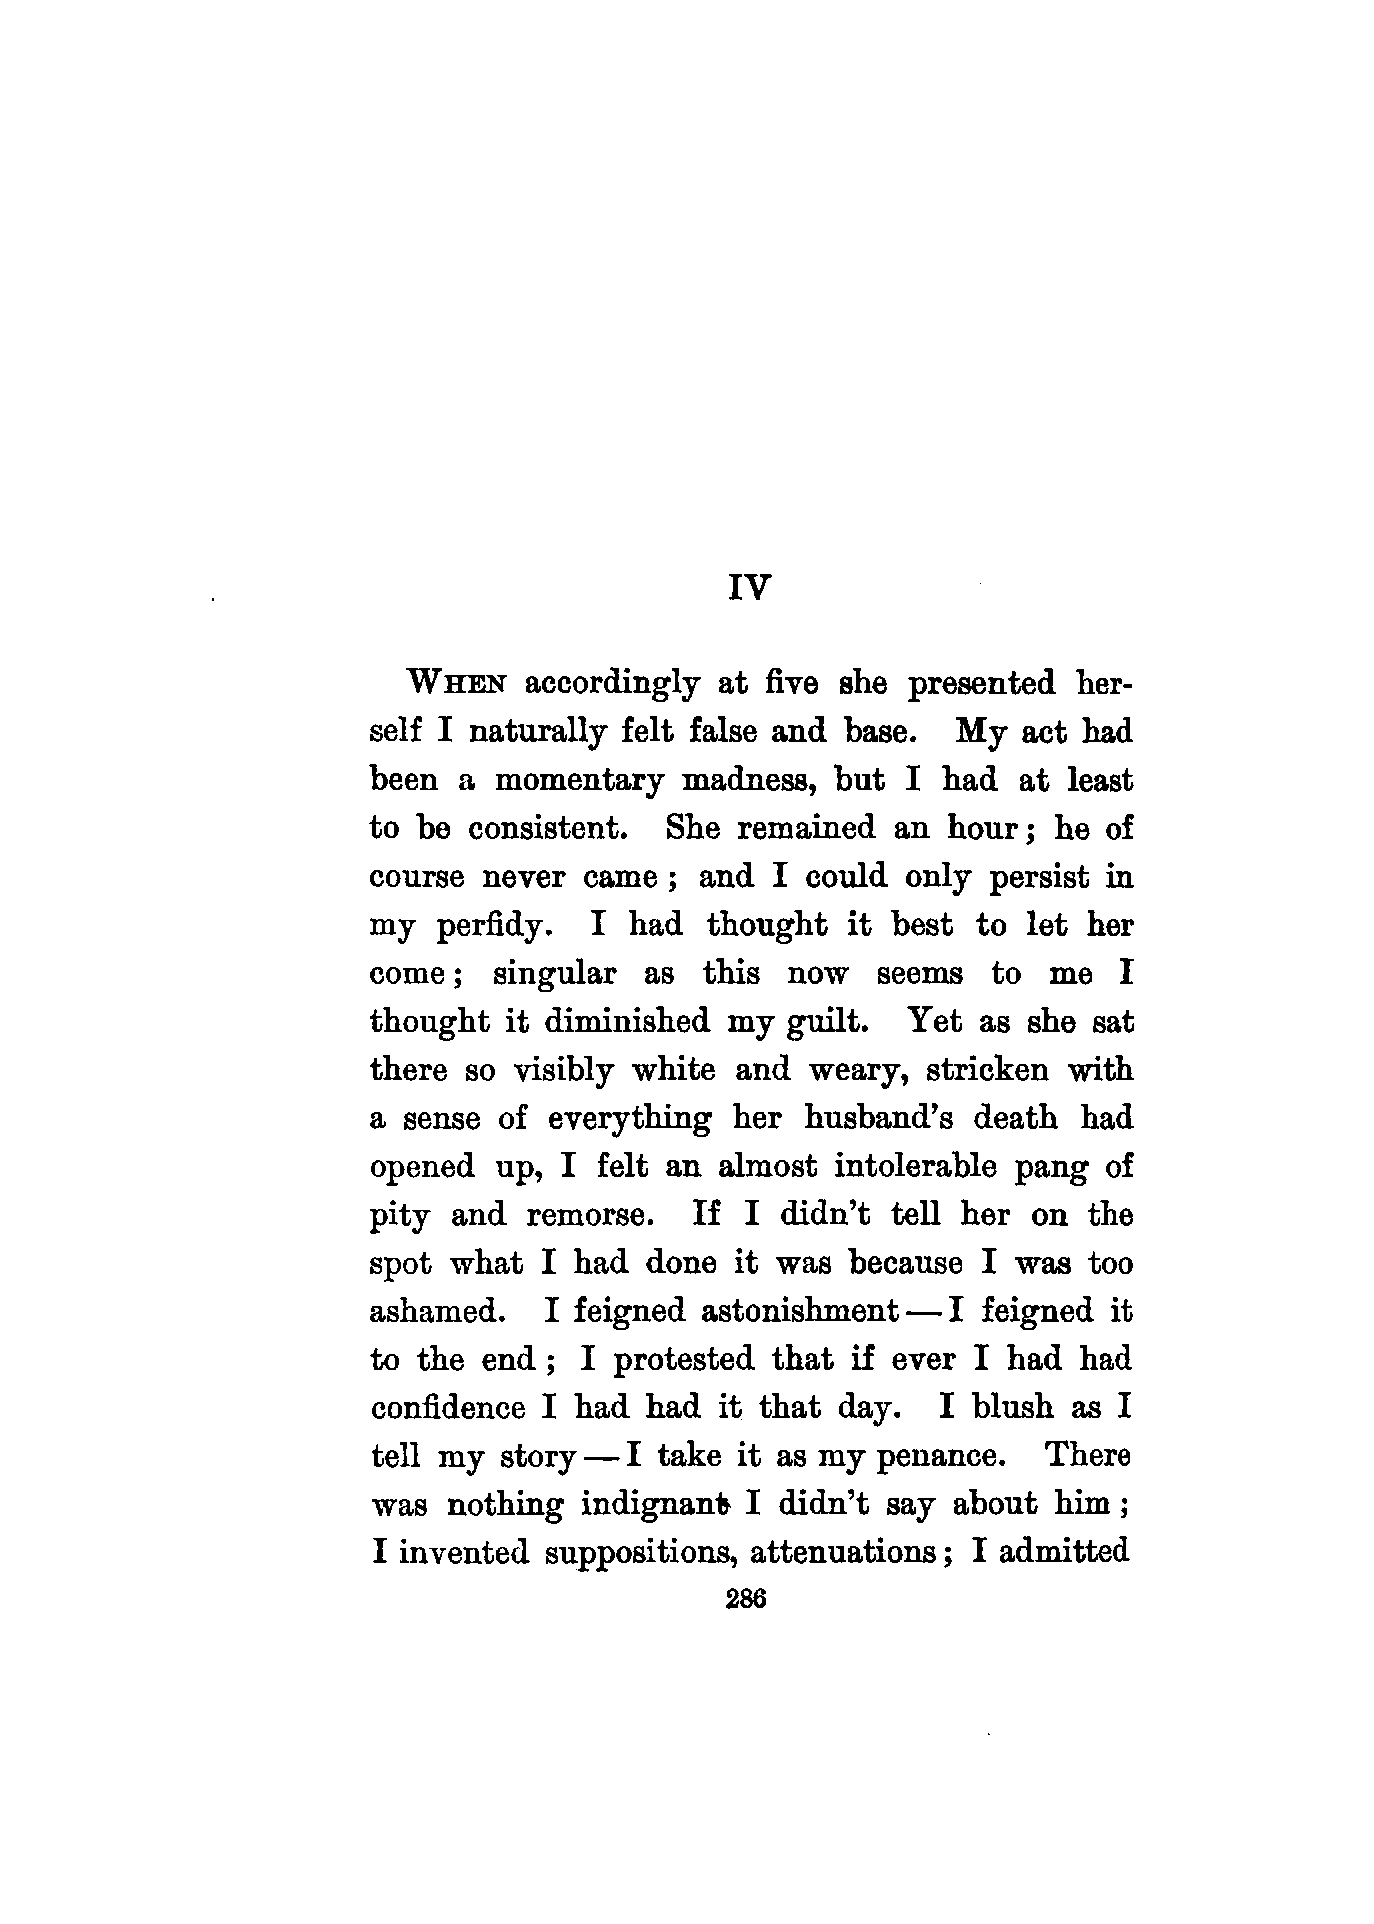 IV
When accordingly at five she presented her-
self I naturally felt false and base. My act had
been a momentary madness, but I had at least
to be consistent. She remained an hour; he of
course never came; and I could only persist in
my perfidy. I had thought it best to let her
come; singular as this now seems to me I
thought it diminished my guilt. Yet as she sat
there so visibly white and weary, stricken with
a sense of everything her husband's death had
opened up, I felt an almost intolerable pang of
pity and remorse. If I didn't tell her on the
spot what I had done it was because I was too
ashamed. I feigned astonishment—I feigned it
to the end; I protested that if ever I had had
confidence I had had it that day. I blush as I
tell my story—I take it as my penance. There
was nothing indignant I didn't say about him;
I invented suppositions, attenuations; I admitted
286